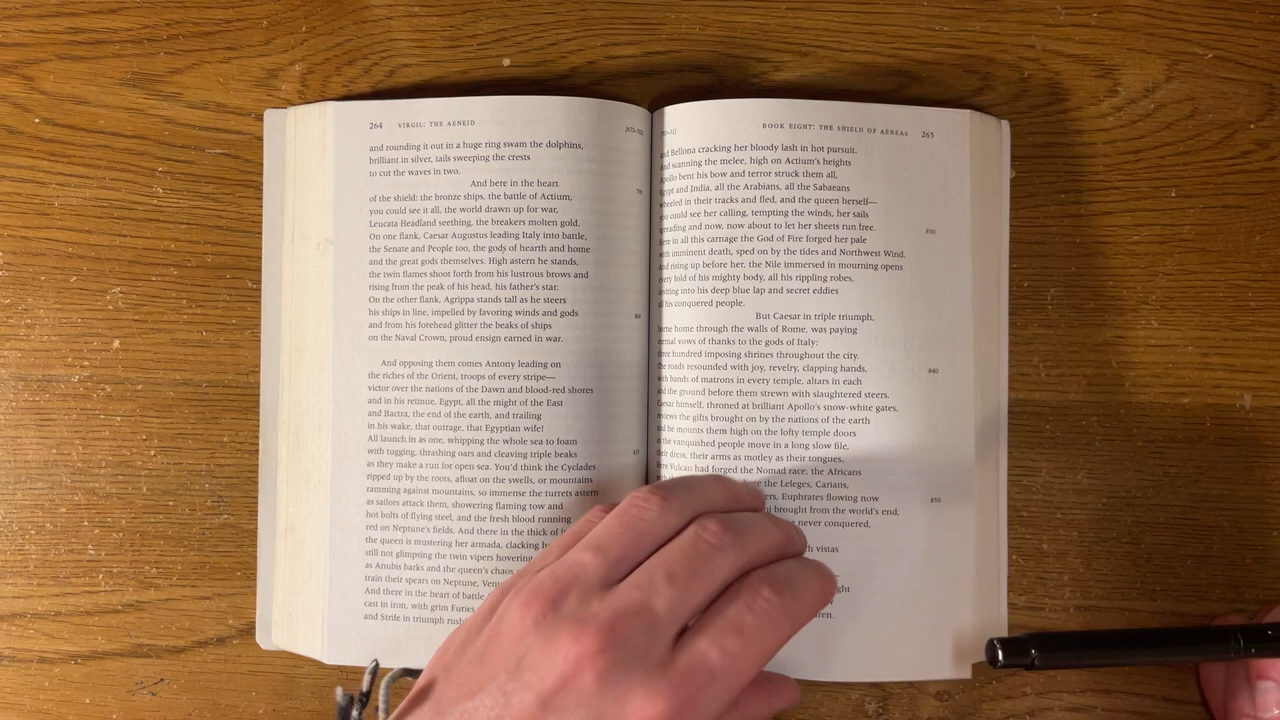 264 VIRGIL: THE AENEID
and rounding it out in a huge ring swam the dolphins,
brilliant in silver, tails sweeping the crests
to cut the waves in two.
And here in the heart
of the shield: the bronze ships, the battle of Actium,
you could see it all, the world drawn up for war,
Leucata Headland seething, the breakers molten gold.
On one flank, Caesar Augustus leading Italy into battle,
the Senate and People too, the gods of hearth and home
and the great gods themselves. High astern he stands,
the twin flames shoot forth from his lustrous brows and
rising from the peak of his head, his father's star.
On the other flank, Agrippa stands tall as he steers
his ships in line, impelled by favoring winds and gods
and from his forehead glitter the beaks of ships
on the Naval Crown, proud ensign earned in war.
And opposing them comes Antony leading on
the riches of the Orient, troops of every stripe—
victor over the nations of the Dawn and blood-red shores
and in his retinue, Egypt, all the might of the East
and Bactra, the end of the earth, and trailing
in his wake, that outrage, that Egyptian wife!
All launch in as one, whipping the whole sea to foam
with tugging, thrashing oars and cleaving triple beaks
as they make a run for open sea. You'd think the Cyclades
ripped up by the roots, afloat on the swells, or mountains
ramming against mountains, so immense the turrets astern
as sailors attack them, showering flaming tow and
hot bolts of flying steel, and the fresh blood running
red on Neptune's fields. And there in the thick of
the queen is mustering her armada, clacking
still not glimpsing the twin vipers hovering
as Anubis barks and the queen's chaos
train their spears on Neptune,
And there in the heart of battle
cast in iron, with grim Furies
and Strife in triumph
BOOK EIGHT: THE SHIELD OF AENEAS 265
and Bellona cracking her bloody lash in hot pursuit.
And scanning the melee, high on Actium's heights
Apollo bent his bow and terror struck them all,
Egypt and India, all the Arabians, all the Sabaeans
wheeled in their tracks and fled, and the queen herself—
you could see her calling, tempting the winds, her sails
spreading and now, now about to let her sheets run free. 830
Here in all this carnage the God of Fire forged her pale
with imminent death, sped on by the tides and Northwest Wind.
And rising up before her, the Nile immersed in mourning opens
every fold of his mighty body, all his rippling robes,
inviting into his deep blue lap and secret eddies
all his conquered people.
But Caesar in triple triumph,
borne home through the walls of Rome, was paying
eternal vows of thanks to the gods of Italy:
three hundred imposing shrines throughout the city.
The roads resounded with joy, revelry, clapping hands, 840
with bands of matrons in every temple, altars in each
and the ground before them strewn with slaughtered steers.
Caesar himself, throned at brilliant Apollo's snow-white gates,
reviews the gifts brought on by the nations of the earth
and he mounts them high on the lofty temple doors
as the vanquished people move in a long slow file,
their dress, their arms as motley as their tongues.
Here Vulcan had forged the Nomad race, the Africans
the Leleges, Carians,
Euphrates flowing now 850
brought from the world's end,
never conquered,
vistas